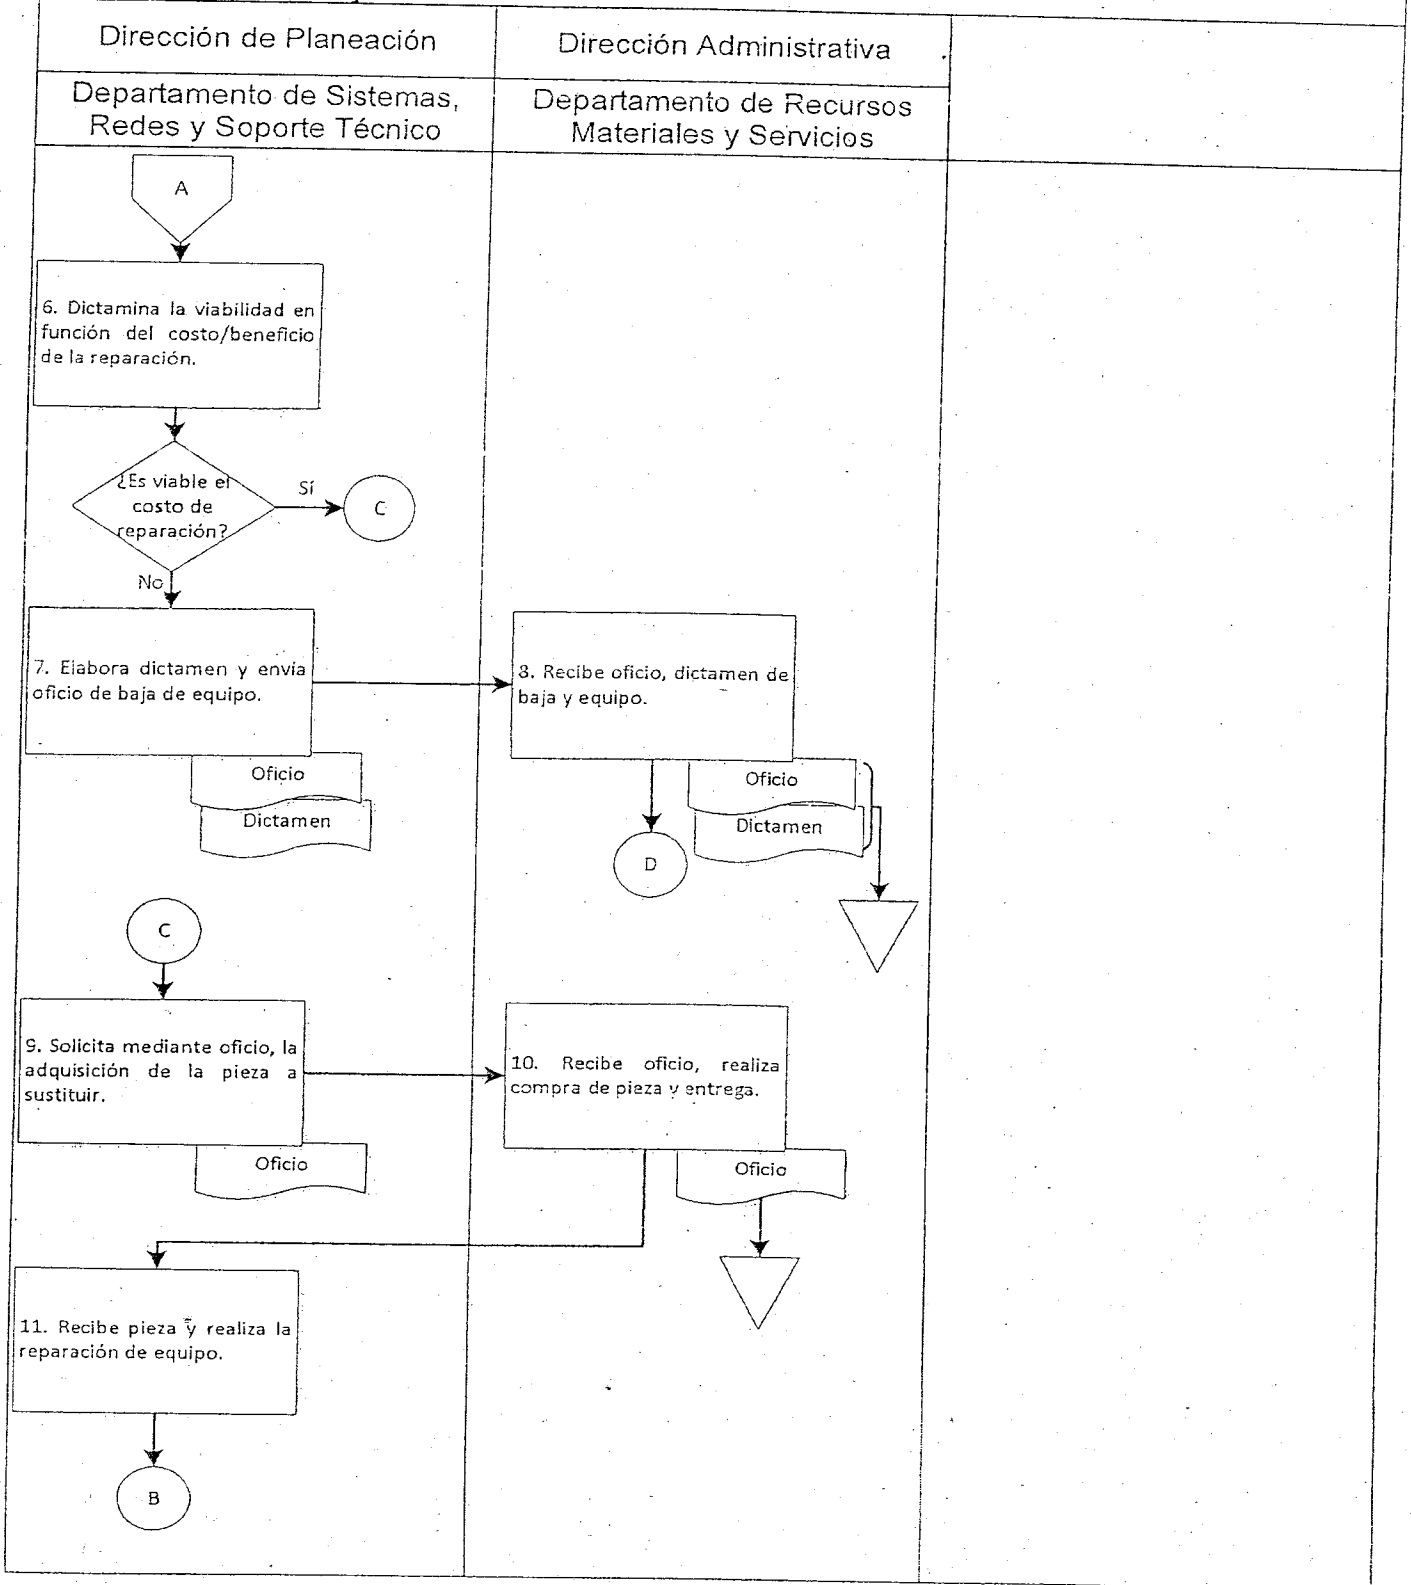 Dirección de Planeación
Dirección Administrativa
Departamento de Sistemas,
Redes y Soporte Técnico
Departamento de Recursos
Materiales y Servicios
A
6. Dictamina la viabilidad en
función del costo/beneficio
de la reparación.
¿Es viable el
costo de
reparación?
Sí
C
No
7. Elabora dictamen y envía
oficio de baja de equipo.
Oficio
Dictamen
8. Recibe oficio, dictamen de
baja y equipo.
Oficio
Dictamen
D
C
9. Solicita mediante oficio, la
adquisición de la pieza a
sustituir.
Oficio
10. Recibe oficio, realiza
compra de pieza y entrega.
Oficio
11. Recibe pieza y realiza la
reparación de equipo.
B